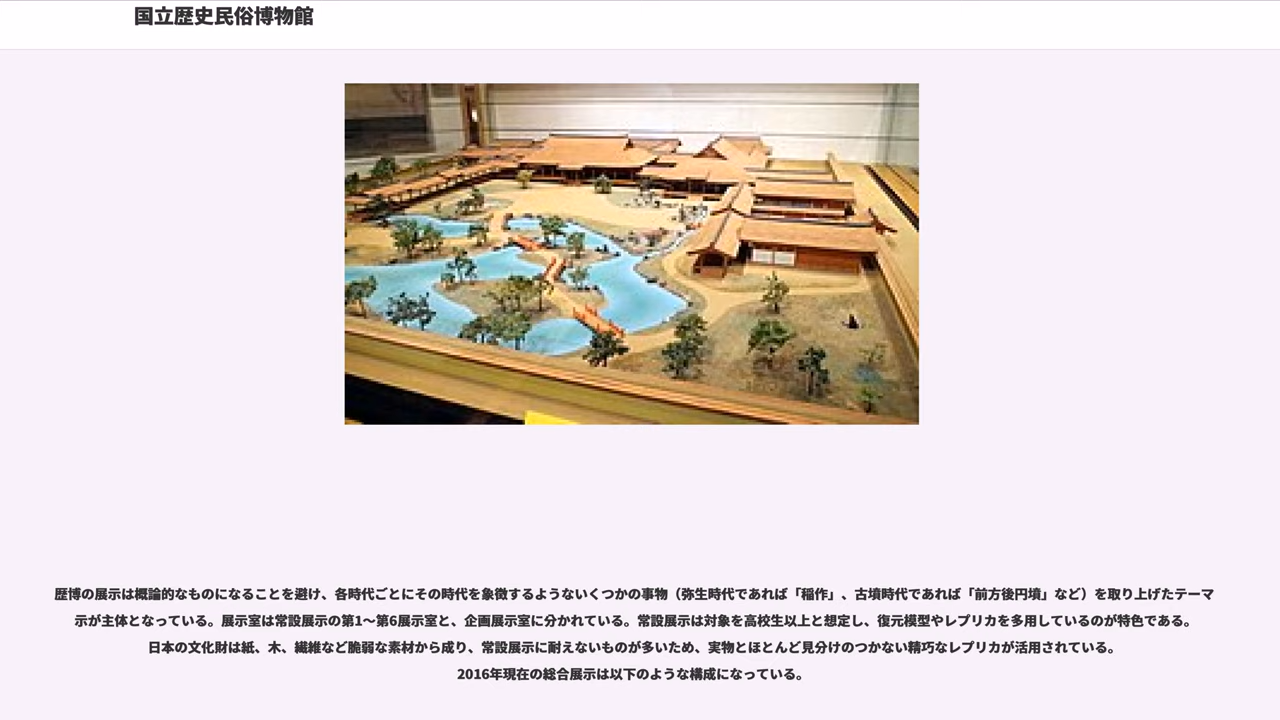 国立歴史民俗博物館
歴博の展示は概論的なものになることを避け、各時代ごとにその時代を象徴するようないくつかの事物（弥生時代であれば「稲作」、古墳時代であれば「前方後円墳」など）を取り上げたテーマ
示が主体となっている。展示室は常設展示の第1〜第6展示室と、企画展示室に分かれている。常設展示は対象を高校生以上と想定し、復元模型やレプリカを多用しているのが特色である。
日本の文化財は紙、木、繊維など脆弱な素材から成り、常設展示に耐えないものが多いため、実物とほとんど見分けのつかない精巧なレプリカが活用されている。
2016年現在の総合展示は以下のような構成になっている。